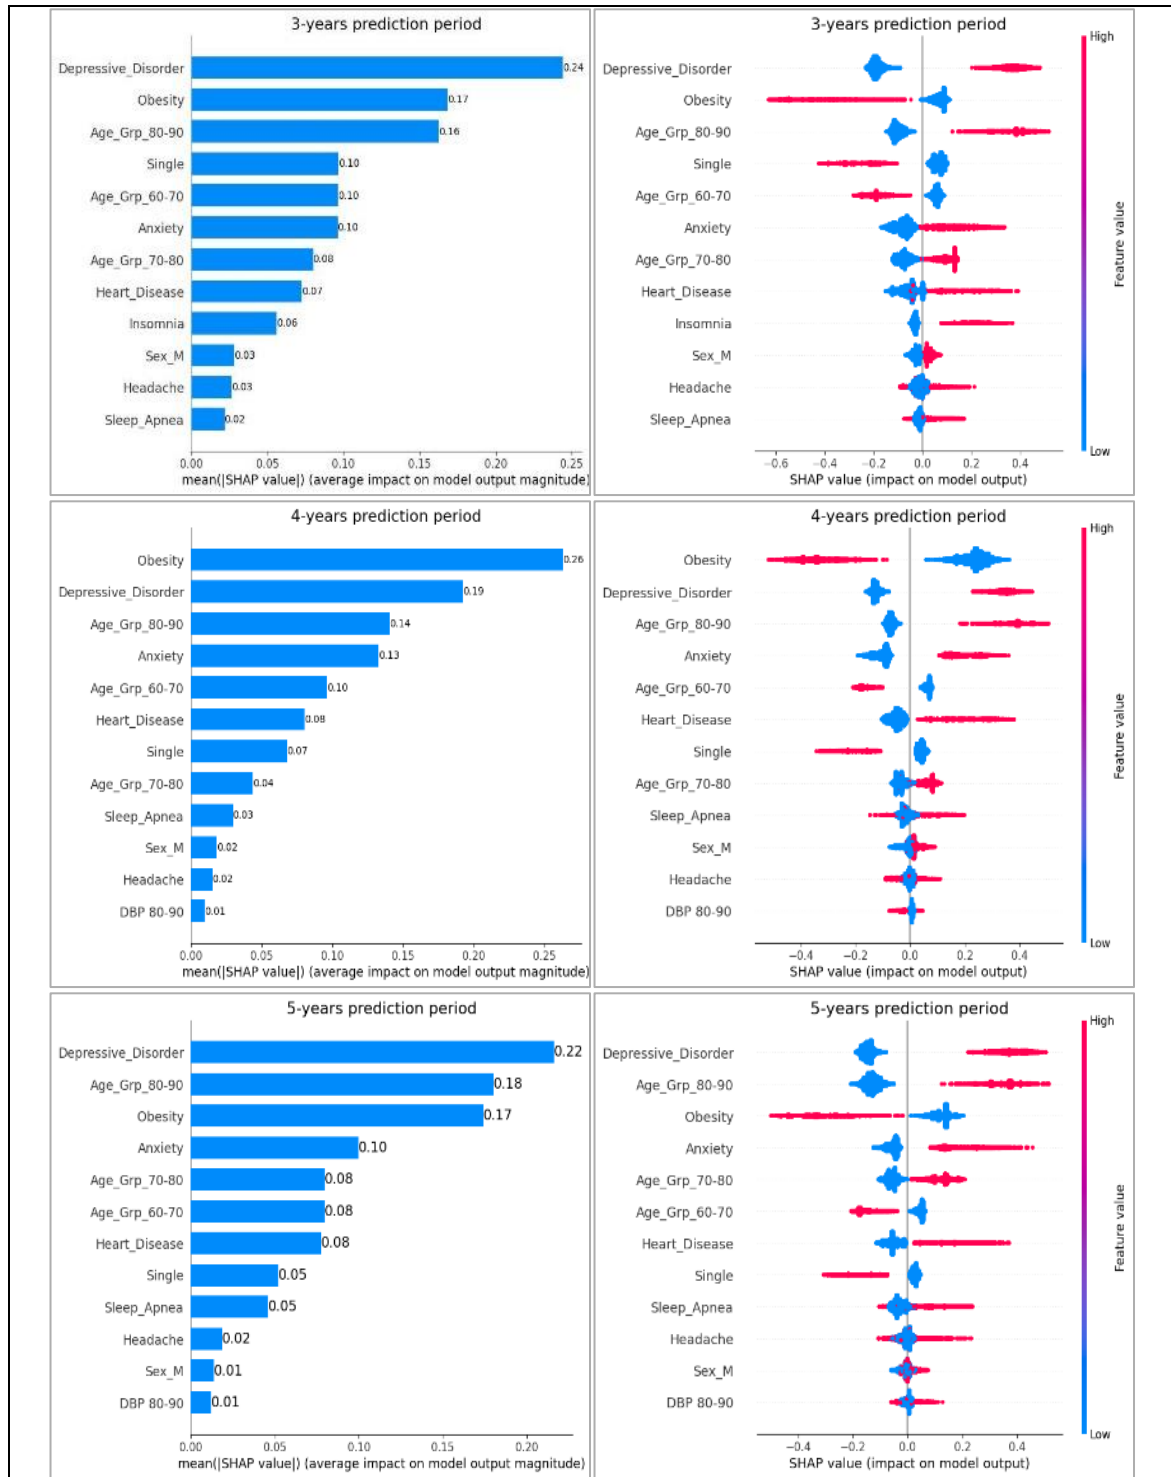 3-years prediction period
Depressive_Disorder 0.24
Obesity 0.17
Age_Grp_80-90 0.16
Single 0.10
Age_Grp_60-70 0.10
Anxiety 0.10
Age_Grp_70-80 0.08
Heart_Disease 0.07
Insomnia 0.06
Sex_M 0.03
Headache 0.03
Sleep_Apnea 0.02
0.00 0.05 0.10 0.15 0.20 0.25
mean(|SHAP value|) (average impact on model output magnitude)
3-years prediction period
High
Depressive_Disorder
Obesity
Age_Grp_80-90
Single
Age_Grp_60-70
Anxiety
Age_Grp_70-80
Heart_Disease
Insomnia
Sex_M
Headache
Sleep_Apnea
Feature value
Low
−0.6 −0.4 −0.2 0.0 0.2 0.4
SHAP value (impact on model output)
4-years prediction period
Obesity 0.26
Depressive_Disorder 0.19
Age_Grp_80-90 0.14
Anxiety 0.13
Age_Grp_60-70 0.10
Heart_Disease 0.08
Single 0.07
Age_Grp_70-80 0.04
Sleep_Apnea 0.03
Sex_M 0.02
Headache 0.02
DBP 80-90 0.01
0.00 0.05 0.10 0.15 0.20 0.25
mean(|SHAP value|) (average impact on model output magnitude)
4-years prediction period
High
Obesity
Depressive_Disorder
Age_Grp_80-90
Anxiety
Age_Grp_60-70
Heart_Disease
Single
Age_Grp_70-80
Sleep_Apnea
Sex_M
Headache
DBP 80-90
Feature value
Low
−0.4 −0.2 0.0 0.2 0.4
SHAP value (impact on model output)
5-years prediction period
Depressive_Disorder 0.22
Age_Grp_80-90 0.18
Obesity 0.17
Anxiety 0.10
Age_Grp_70-80 0.08
Age_Grp_60-70 0.08
Heart_Disease 0.08
Single 0.05
Sleep_Apnea 0.05
Headache 0.02
Sex_M 0.01
DBP 80-90 0.01
0.00 0.05 0.10 0.15 0.20
mean(|SHAP value|) (average impact on model output magnitude)
5-years prediction period
High
Depressive_Disorder
Age_Grp_80-90
Obesity
Anxiety
Age_Grp_70-80
Age_Grp_60-70
Heart_Disease
Single
Sleep_Apnea
Headache
Sex_M
DBP 80-90
Feature value
Low
−0.4 −0.2 0.0 0.2 0.4
SHAP value (impact on model output)